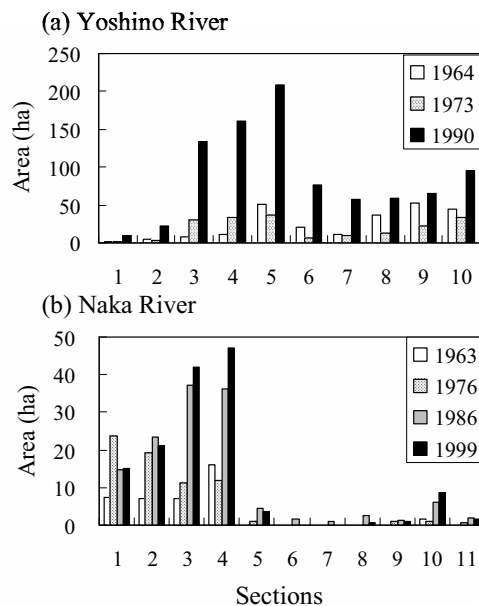 (a) Yoshino River
250
200
150
100
50
0
Area (ha)
1964
1973
1990
1 2 3 4 5 6 7 8 9 10
(b) Naka River
50
40
30
20
10
0
Area (ha)
1963
1976
1986
1999
1 2 3 4 5 6 7 8 9 10 11
Sections